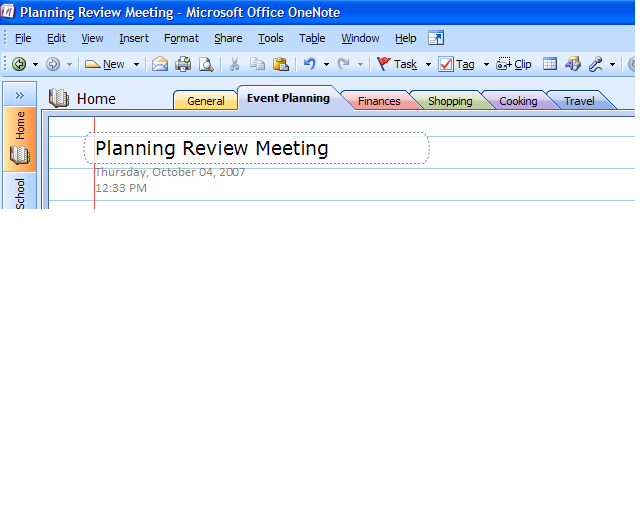 Planning Review Meeting - Microsoft Office OneNote
File Edit View Insert Format Share Tools Table Window Help
New Task Tag Clip
Home General Event Planning Finances Shopping Cooking Travel
Home
School
Planning Review Meeting
Thursday, October 04, 2007
12:33 PM